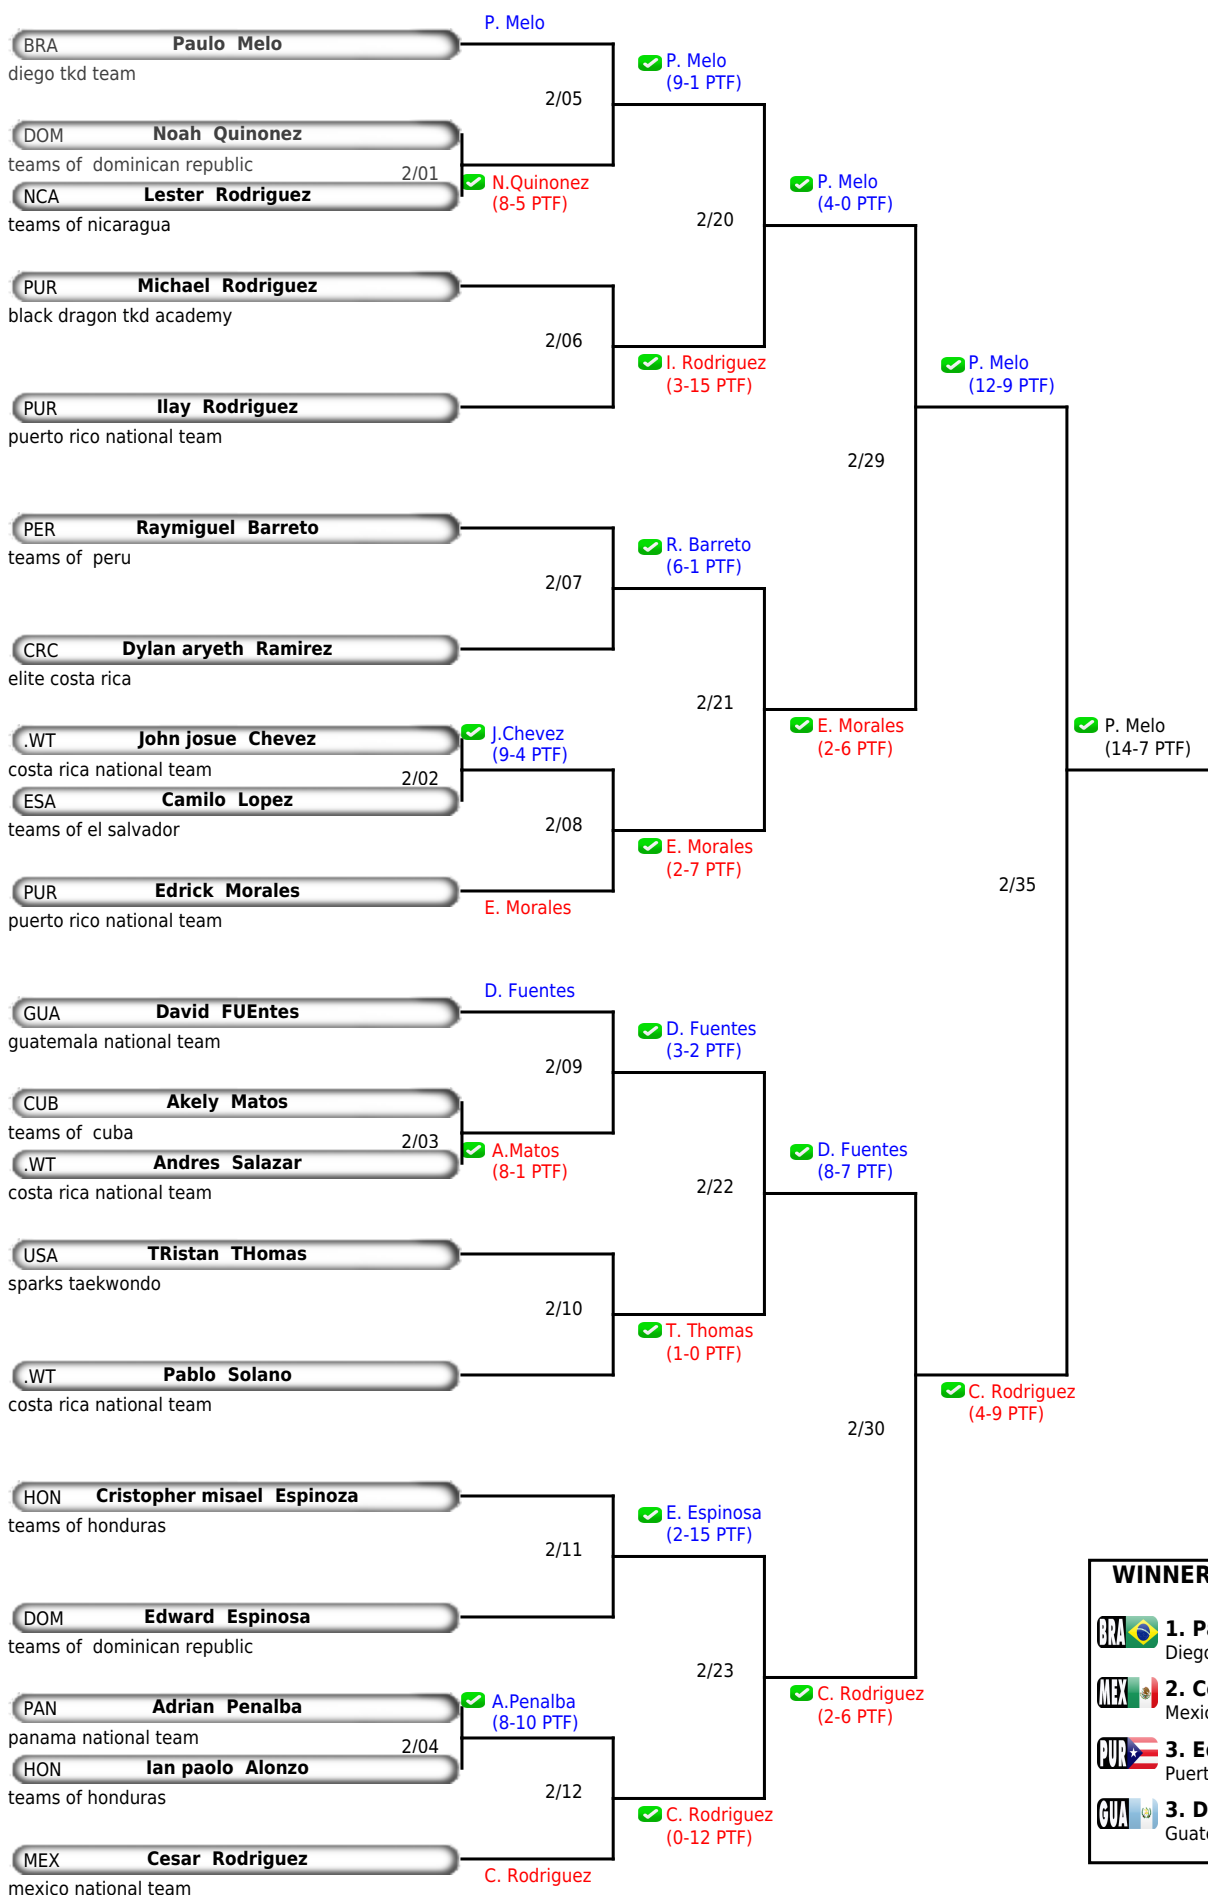 P. Melo
BRA Paulo Melo
diego tkd team
P. Melo
(9-1 PTF)
2/05
DOM Noah Quinonez
teams of dominican republic
2/01
NCA Lester Rodriguez
teams of nicaragua
N.Quinonez
(8-5 PTF)
P. Melo
(4-0 PTF)
2/20
PUR Michael Rodriguez
black dragon tkd academy
2/06
I. Rodriguez
(3-15 PTF)
P. Melo
(12-9 PTF)
PUR Ilay Rodriguez
puerto rico national team
2/29
PER Raymiguel Barreto
teams of peru
R. Barreto
(6-1 PTF)
2/07
CRC Dylan aryeth Ramirez
elite costa rica
2/21
.WT John josue Chevez
costa rica national team
J.Chevez
(9-4 PTF)
E. Morales
(2-6 PTF)
P. Melo
(14-7 PTF)
2/02
ESA Camilo Lopez
teams of el salvador
2/08
E. Morales
(2-7 PTF)
PUR Edrick Morales
puerto rico national team
E. Morales
2/35
D. Fuentes
GUA David FUEntes
guatemala national team
D. Fuentes
(3-2 PTF)
2/09
CUB Akely Matos
teams of cuba
2/03
.WT Andres Salazar
costa rica national team
A.Matos
(8-1 PTF)
D. Fuentes
(8-7 PTF)
2/22
USA TRistan THomas
sparks taekwondo
2/10
T. Thomas
(1-0 PTF)
.WT Pablo Solano
costa rica national team
C. Rodriguez
(4-9 PTF)
2/30
HON Cristopher misael Espinoza
teams of honduras
E. Espinosa
(2-15 PTF)
2/11
DOM Edward Espinosa
teams of dominican republic
2/23
PAN Adrian Penalba
panama national team
A.Penalba
(8-10 PTF)
C. Rodriguez
(2-6 PTF)
2/04
HON Ian paolo Alonzo
teams of honduras
2/12
C. Rodriguez
(0-12 PTF)
MEX Cesar Rodriguez
mexico national team
C. Rodriguez
WINNER
BRA 1. Pa
Diego
MEX 2. Ce
Mexic
PUR 3. Ed
Puert
GUA 3. D
Guate